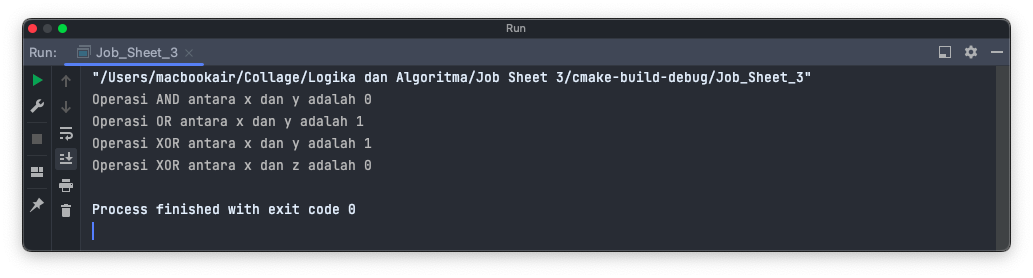 Run
Run: Job_Sheet_3
"/Users/macbookair/Collage/Logika dan Algoritma/Job Sheet 3/cmake-build-debug/Job_Sheet_3"
Operasi AND antara x dan y adalah 0
Operasi OR antara x dan y adalah 1
Operasi XOR antara x dan y adalah 1
Operasi XOR antara x dan z adalah 0
Process finished with exit code 0